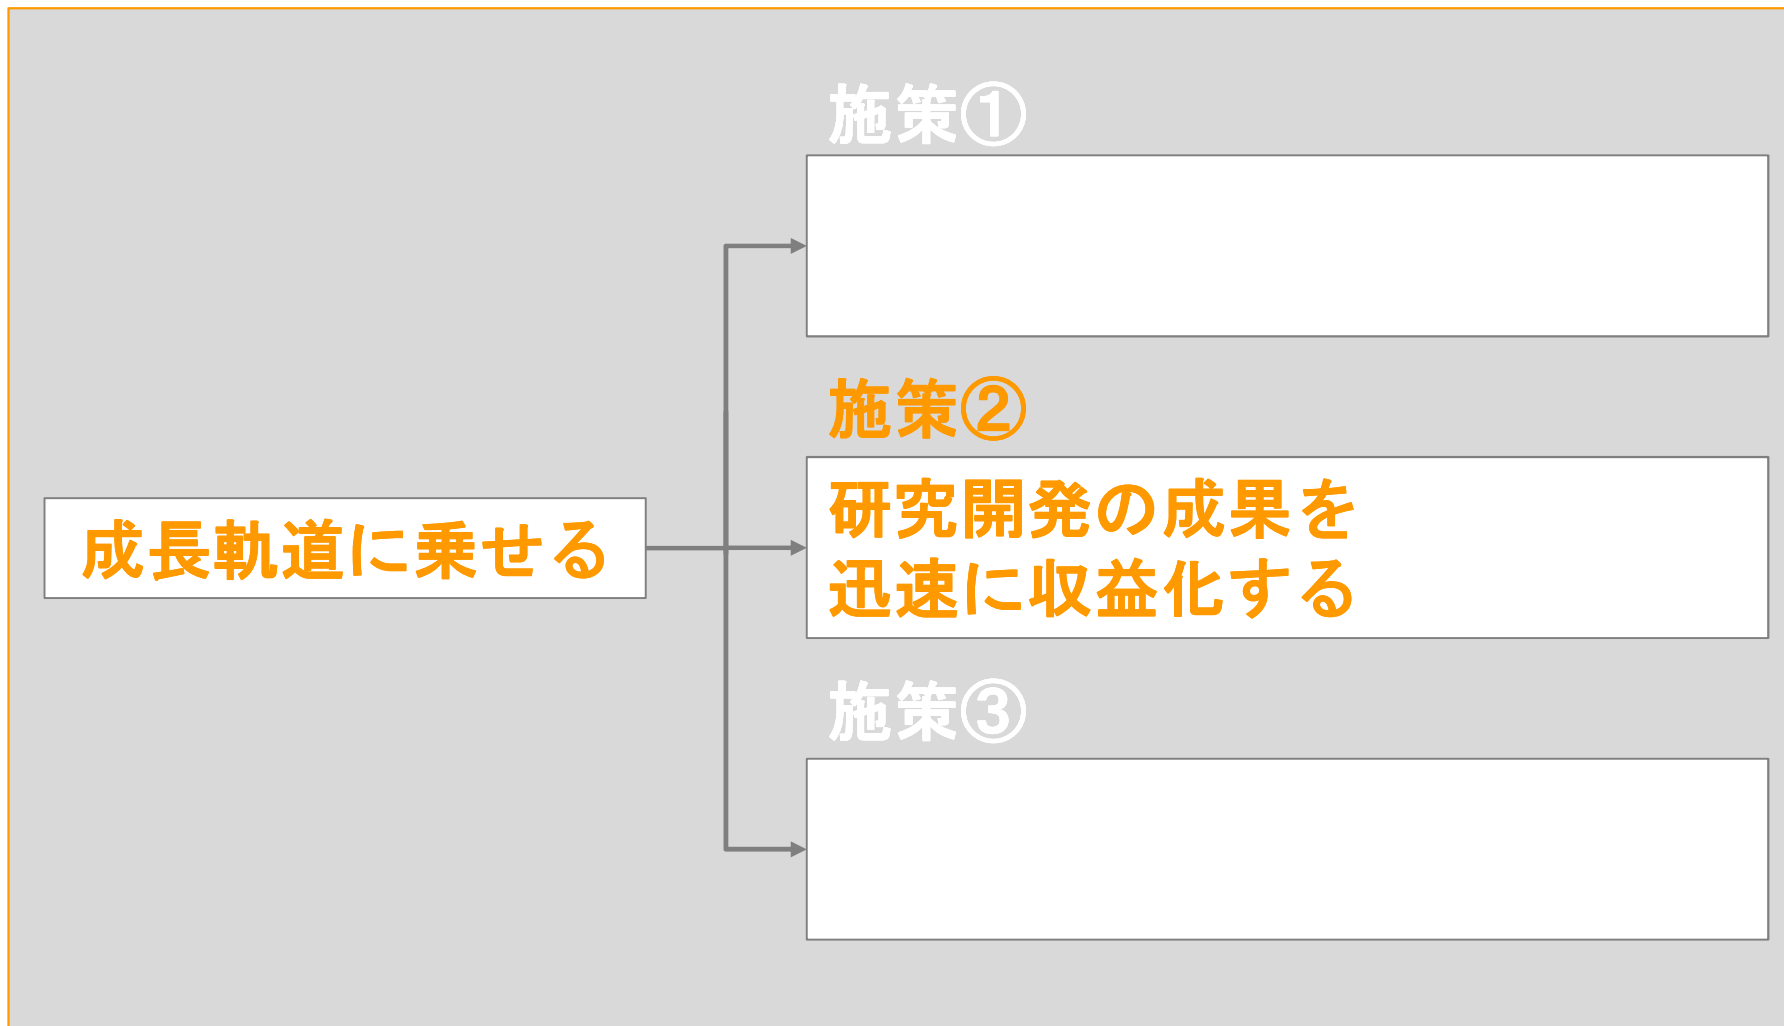 施策①
施策②
成長軌道に乗せる
研究開発の成果を
迅速に収益化する
施策③